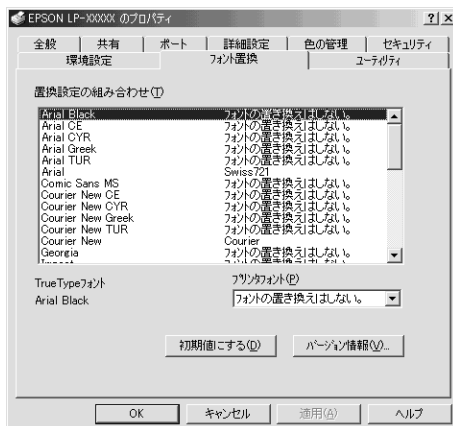 EPSON LP-XXXXX のプロパティ
全般 共有 ポート 詳細設定 色の管理 セキュリティ
環境設定 フォント置換 ユーティリティ
置換設定の組み合わせ(T)
Arial Black フォントの置き換えはしない。
Arial CE フォントの置き換えはしない。
Arial CYR フォントの置き換えはしない。
Arial Greek フォントの置き換えはしない。
Arial TUR フォントの置き換えはしない。
Arial Swiss721
Comic Sans MS フォントの置き換えはしない。
Courier New CE フォントの置き換えはしない。
Courier New CYR フォントの置き換えはしない。
Courier New Greek フォントの置き換えはしない。
Courier New TUR フォントの置き換えはしない。
Courier New Courier
Georgia フォントの置き換えはしない。
TrueTypeフォント プリンタフォント(P)
Arial Black フォントの置き換えはしない。
初期値にする(D) バージョン情報(V)...
OK キャンセル 適用(A) ヘルプ